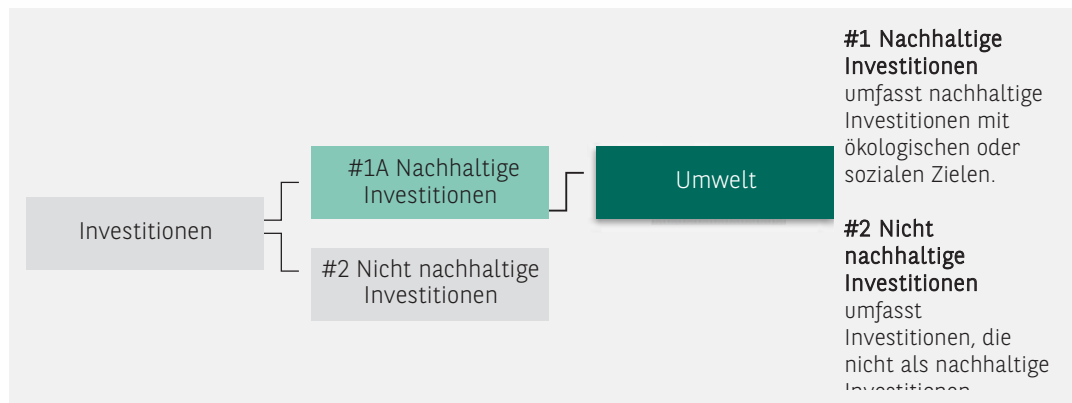 #1 Nachhaltige
Investitionen
umfasst nachhaltige
Investitionen mit
ökologischen oder
sozialen Zielen.
#1A Nachhaltige
Investitionen
Umwelt
Investitionen
#2 Nicht nachhaltige
Investitionen
#2 Nicht
nachhaltige
Investitionen
umfasst
Investitionen, die
nicht als nachhaltige